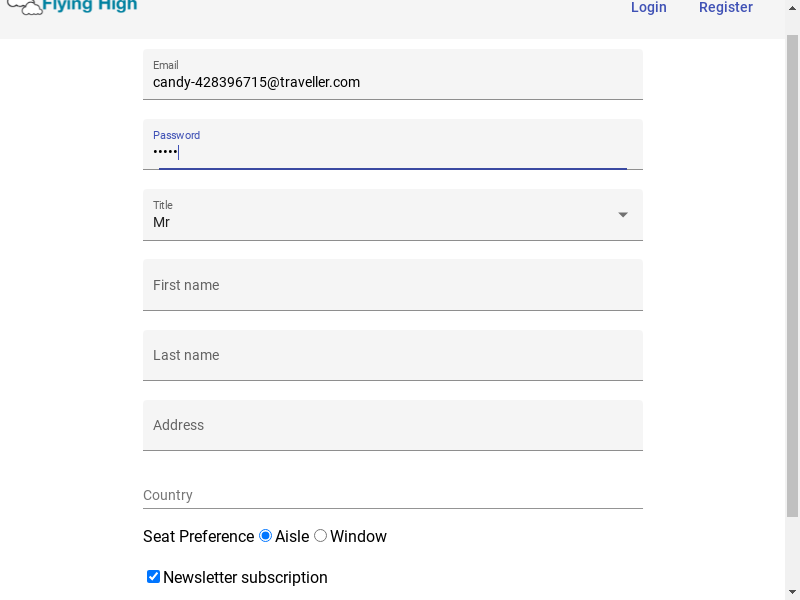 Flying High
Login Register
Email
candy-428396715@traveller.com
Password
•••••
Title
Mr
First name
Last name
Address
Country
Seat Preference Aisle Window
Newsletter subscription